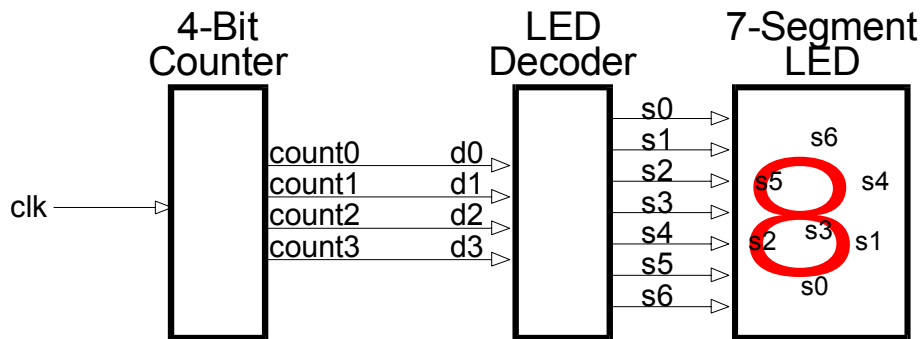 4-Bit
Counter
LED
Decoder
7-Segment
LED
clk
count0
count1
count2
count3
d0
d1
d2
d3
s0
s1
s2
s3
s4
s5
s6
s6
s5
s4
s3
s2
s1
s0